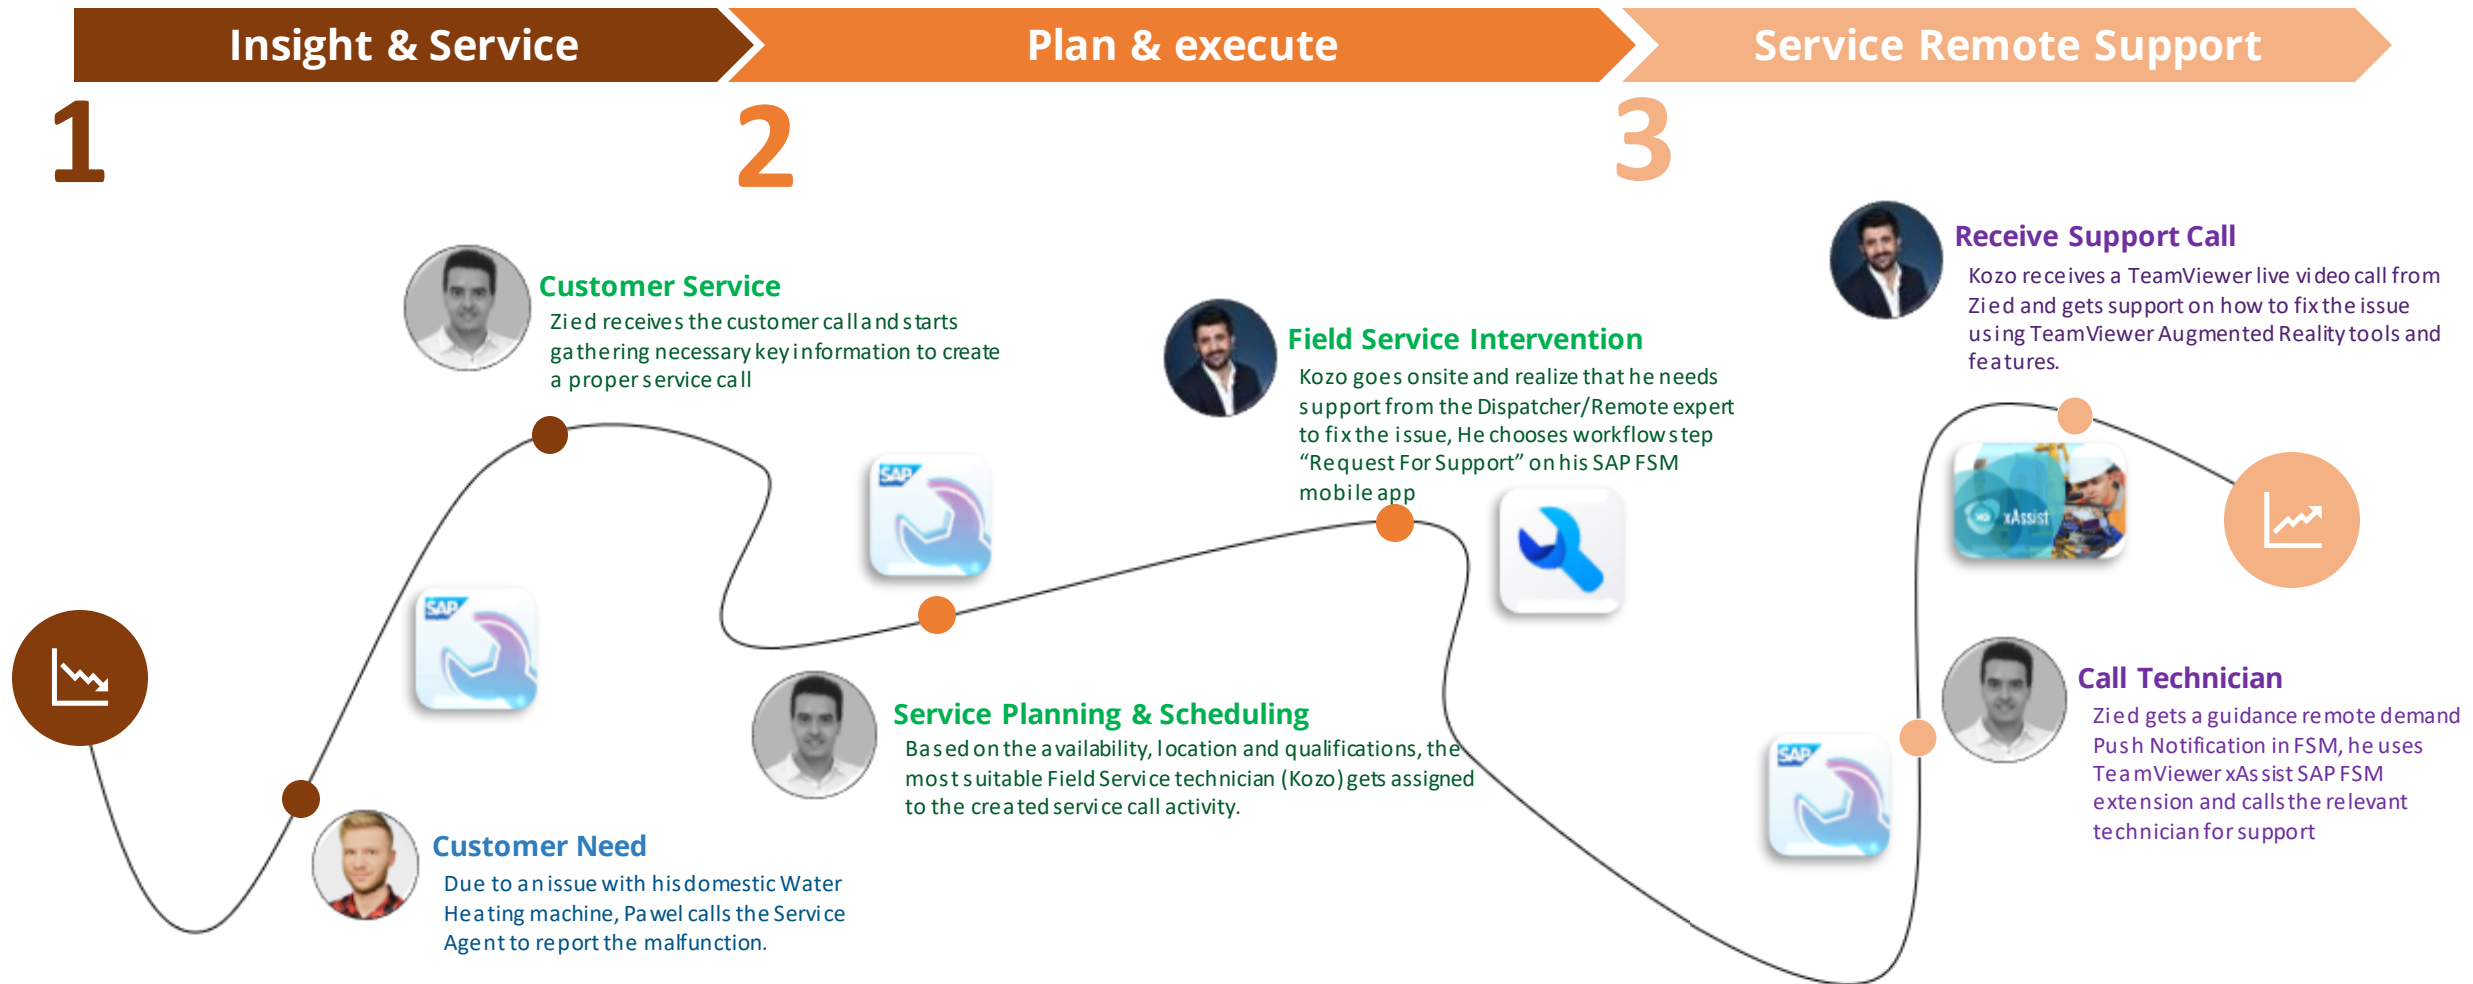 Insight & Service
Plan & execute
Service Remote Support
1
2
3
Customer Service
Zied receives the customer call and starts
gathering necessary key information to create
a proper service call
SAP
Customer Need
Due to an issue with his domestic Water
Heating machine, Pawel calls the Service
Agent to report the malfunction.
SAP
Service Planning & Scheduling
Based on the availability, location and qualifications, the
most suitable Field Service technician (Kozo) gets assigned
to the created service call activity.
Field Service Intervention
Kozo goes onsite and realize that he needs
support from the Dispatcher/Remote expert
to fix the issue, He chooses workflow step
“Request For Support” on his SAP FSM
mobile app
Receive Support Call
Kozo receives a TeamViewer live video call from
Zied and gets support on how to fix the issue
using TeamViewer Augmented Reality tools and
features.
xAssist
SAP
Call Technician
Zied gets a guidance remote demand
Push Notification in FSM, he uses
TeamViewer xAssist SAP FSM
extension and calls the relevant
technician for support